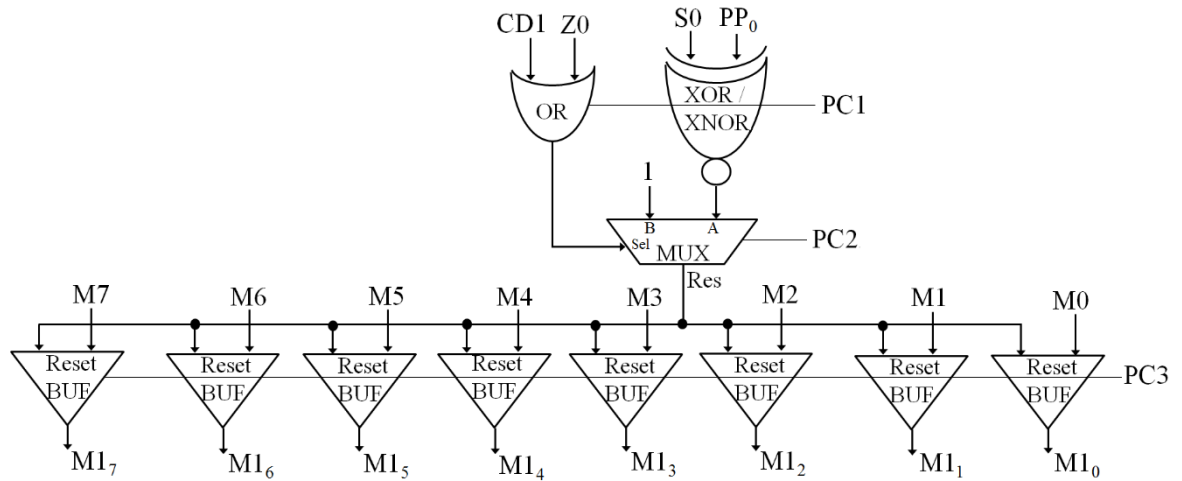 CD1 Z0 S0 PP₀
OR
XOR /
XNOR
PC1
1
B A
Sel
MUX
PC2
Res
M7 M6 M5 M4 M3 M2 M1 M0
Reset Reset Reset Reset Reset Reset Reset Reset
BUF BUF BUF BUF BUF BUF BUF BUF
PC3
M1₇ M1₆ M1₅ M1₄ M1₃ M1₂ M1₁ M1₀